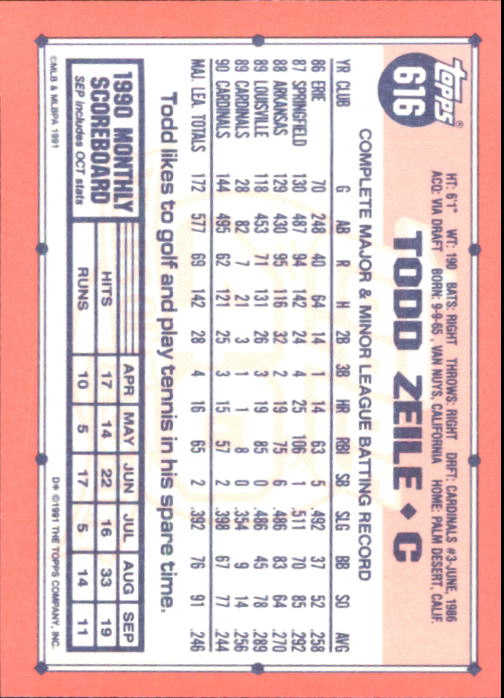 topps®
616
HT: 6'1" WT: 190 BATS: RIGHT THROWS: RIGHT DRFT: CARDINALS #3-JUNE, 1986
ACQ: VIA DRAFT BORN: 9-9-65, VAN NUYS, CALIFORNIA HOME: PALM DESERT, CALIF.
TODD ZEILE ♦ C
COMPLETE MAJOR & MINOR LEAGUE BATTING RECORD
YR CLUB G AB R H 2B 3B HR RBI SB SLG BB SO AVG
86 ERIE 70 248 40 64 14 1 14 63 5 .492 37 52 .258
87 SPRINGFIELD 130 487 94 142 24 4 25 106 1 .511 70 85 .292
88 ARKANSAS 129 430 95 116 32 2 19 75 6 .486 83 64 .270
89 LOUISVILLE 118 453 71 131 26 3 19 85 0 .486 45 78 .289
89 CARDINALS 28 82 7 21 3 1 1 8 0 .354 9 14 .256
90 CARDINALS 144 495 62 121 25 3 15 57 2 .398 67 77 .244
MAJ. LEA. TOTALS 172 577 69 142 28 4 16 65 2 .392 76 91 .246
Todd likes to golf and play tennis in his spare time.
1990 MONTHLY
SCOREBOARD
SEP includes OCT stats
APR MAY JUN JUL AUG SEP
HITS 17 14 22 16 33 19
RUNS 10 5 17 5 14 11
©MLB & MLBPA 1991
D* ©1991 THE TOPPS COMPANY, INC.